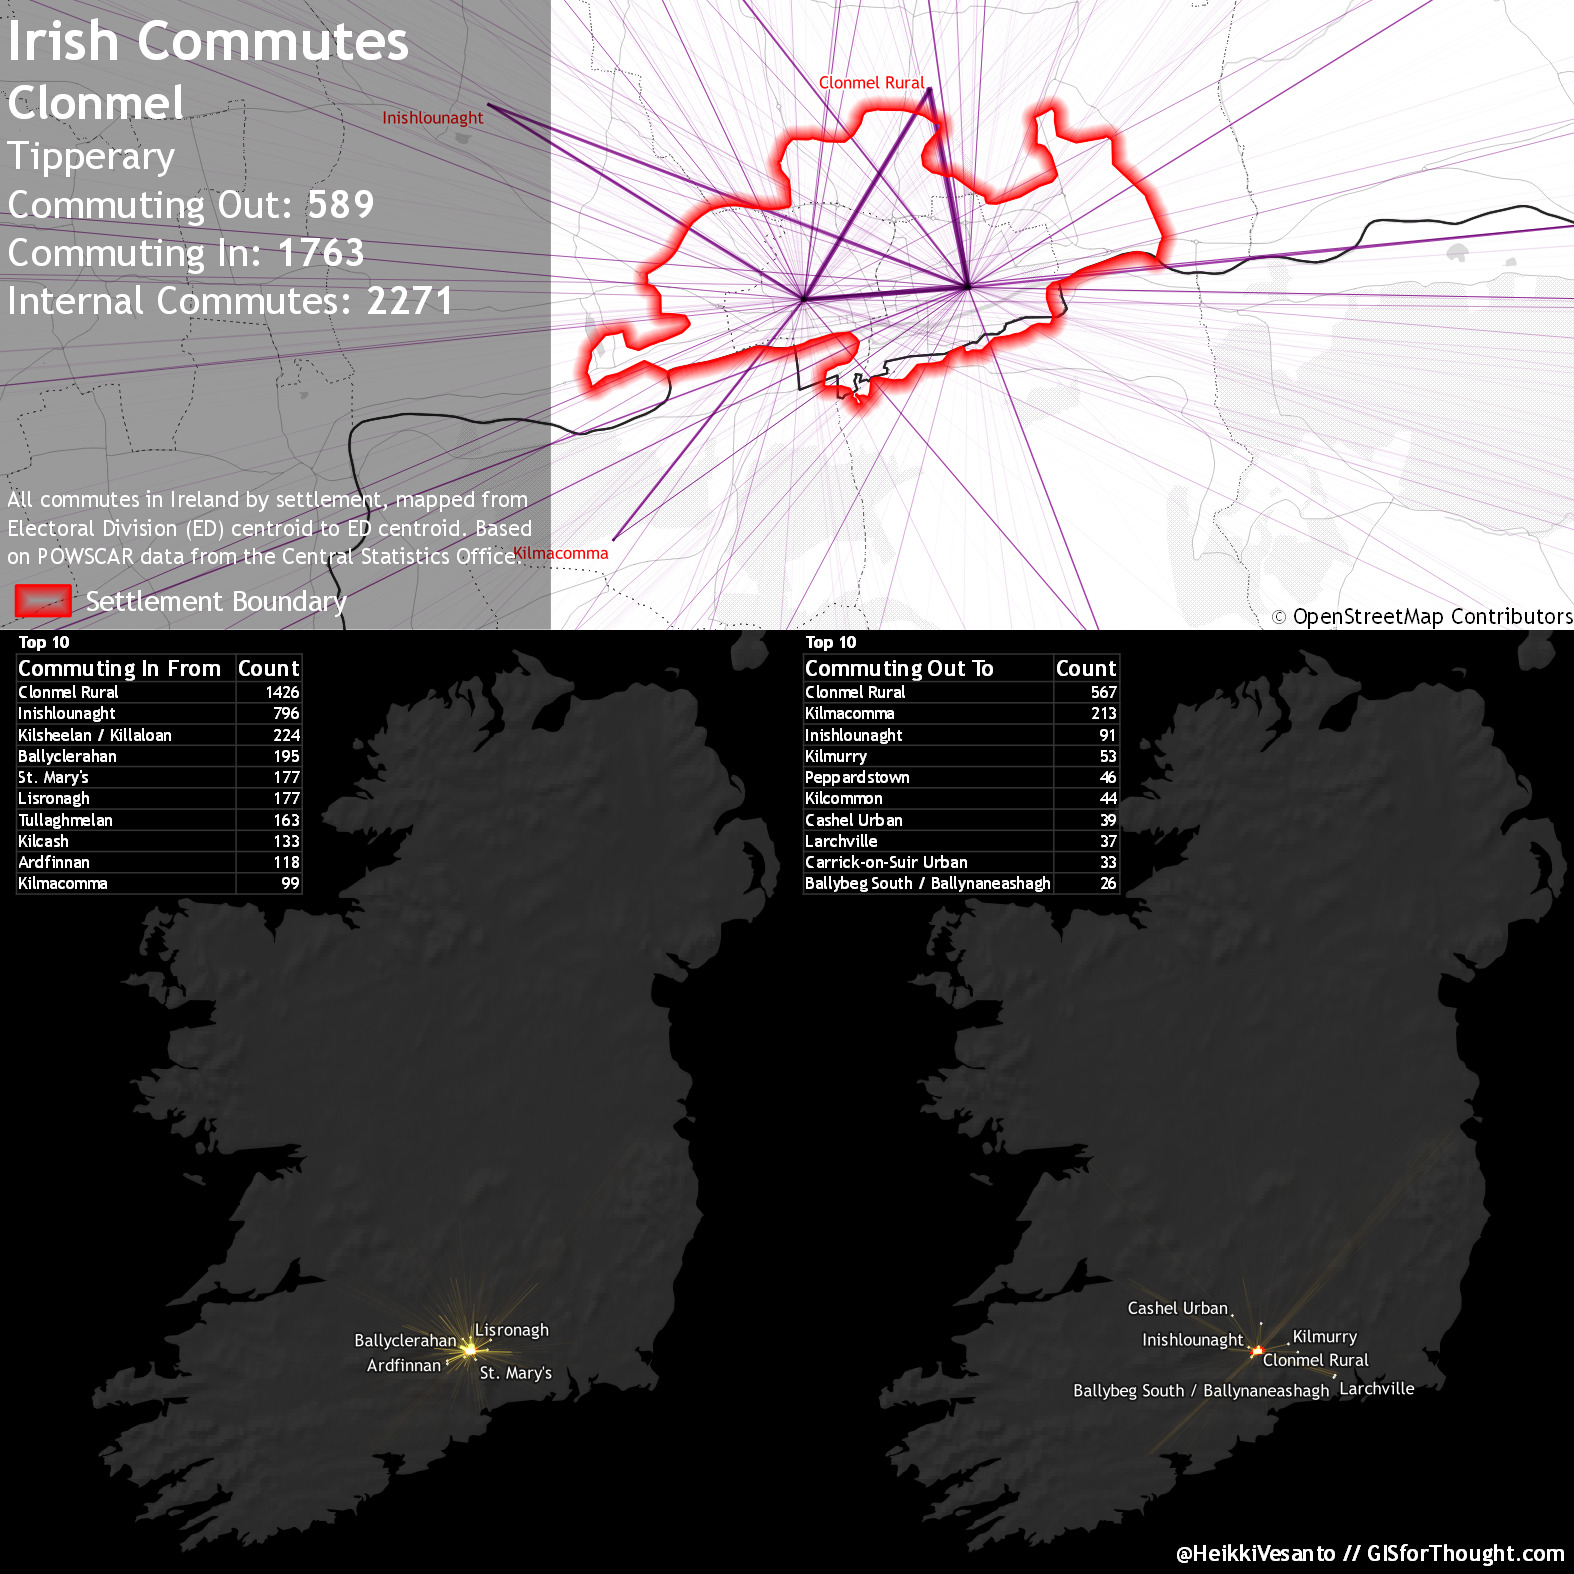 Irish Commutes
Clonmel
Tipperary
Commuting Out: 589
Commuting In: 1763
Internal Commutes: 2271
All commutes in Ireland by settlement, mapped from
Electoral Division (ED) centroid to ED centroid. Based
on POWSCAR data from the Central Statistics Office.
Settlement Boundary
Inishlounaght
Clonmel Rural
Kilmacomma
© OpenStreetMap Contributors
Top 10
Commuting In From Count
Clonmel Rural 1426
Inishlounaght 796
Kilsheelan / Killaloan 224
Ballyclerahan 195
St. Mary's 177
Lisronagh 177
Tullaghmelan 163
Kilcash 133
Ardfinnan 118
Kilmacomma 99
Top 10
Commuting Out To Count
Clonmel Rural 567
Kilmacomma 213
Inishlounaght 91
Kilmurry 53
Peppardstown 46
Kilcommon 44
Cashel Urban 39
Larchville 37
Carrick-on-Suir Urban 33
Ballybeg South / Ballynaneashagh 26
Lisronagh
Ballyclerahan
Ardfinnan
St. Mary's
Cashel Urban
Inishlounaght
Kilmurry
Clonmel Rural
Ballybeg South / Ballynaneashagh
Larchville
@HeikkiVesanto // GISforThought.com